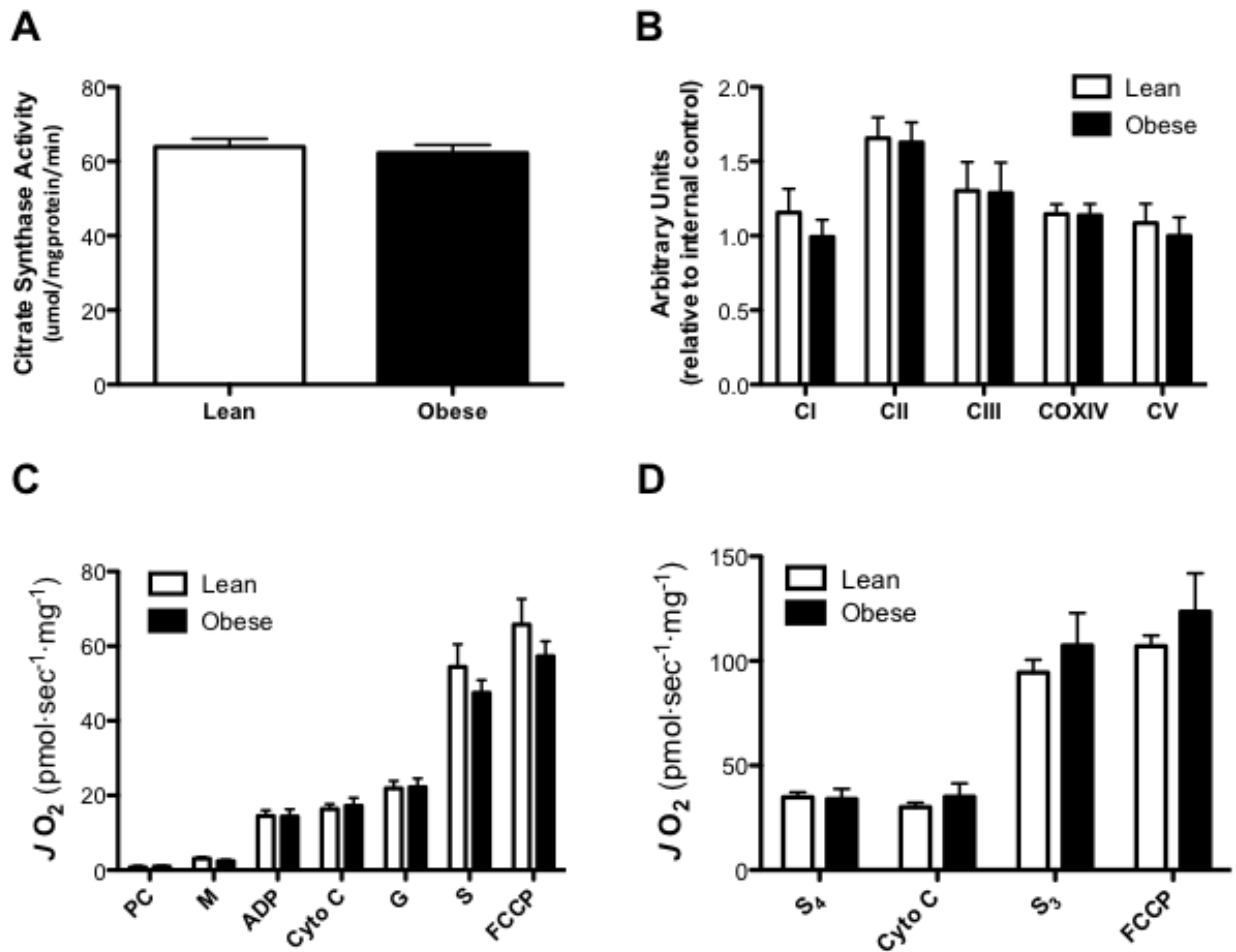 A
Citrate Synthase Activity
(umol/mgprotein/min)
80
60
40
20
0
Lean
Obese
B
Arbitrary Units
(relative to internal control)
2.0
1.5
1.0
0.5
0.0
Lean
Obese
CI
CII
CIII
COXIV
CV
C
J O₂ (pmol·sec⁻¹·mg⁻¹)
80
60
40
20
0
Lean
Obese
PC
M
ADP
Cyto C
G
S
FCCP
D
J O₂ (pmol·sec⁻¹·mg⁻¹)
150
100
50
0
Lean
Obese
S₄
Cyto C
S₃
FCCP